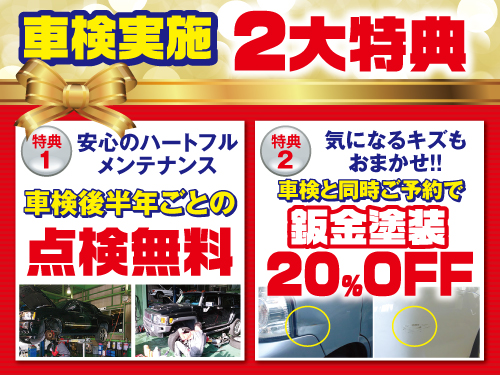 車検実施 2大特典
特典
1
安心のハートフル
メンテナンス
車検後半年ごとの
点検無料
特典
2
気になるキズも
おまかせ!!
車検と同時ご予約で
鈑金塗装
20%OFF